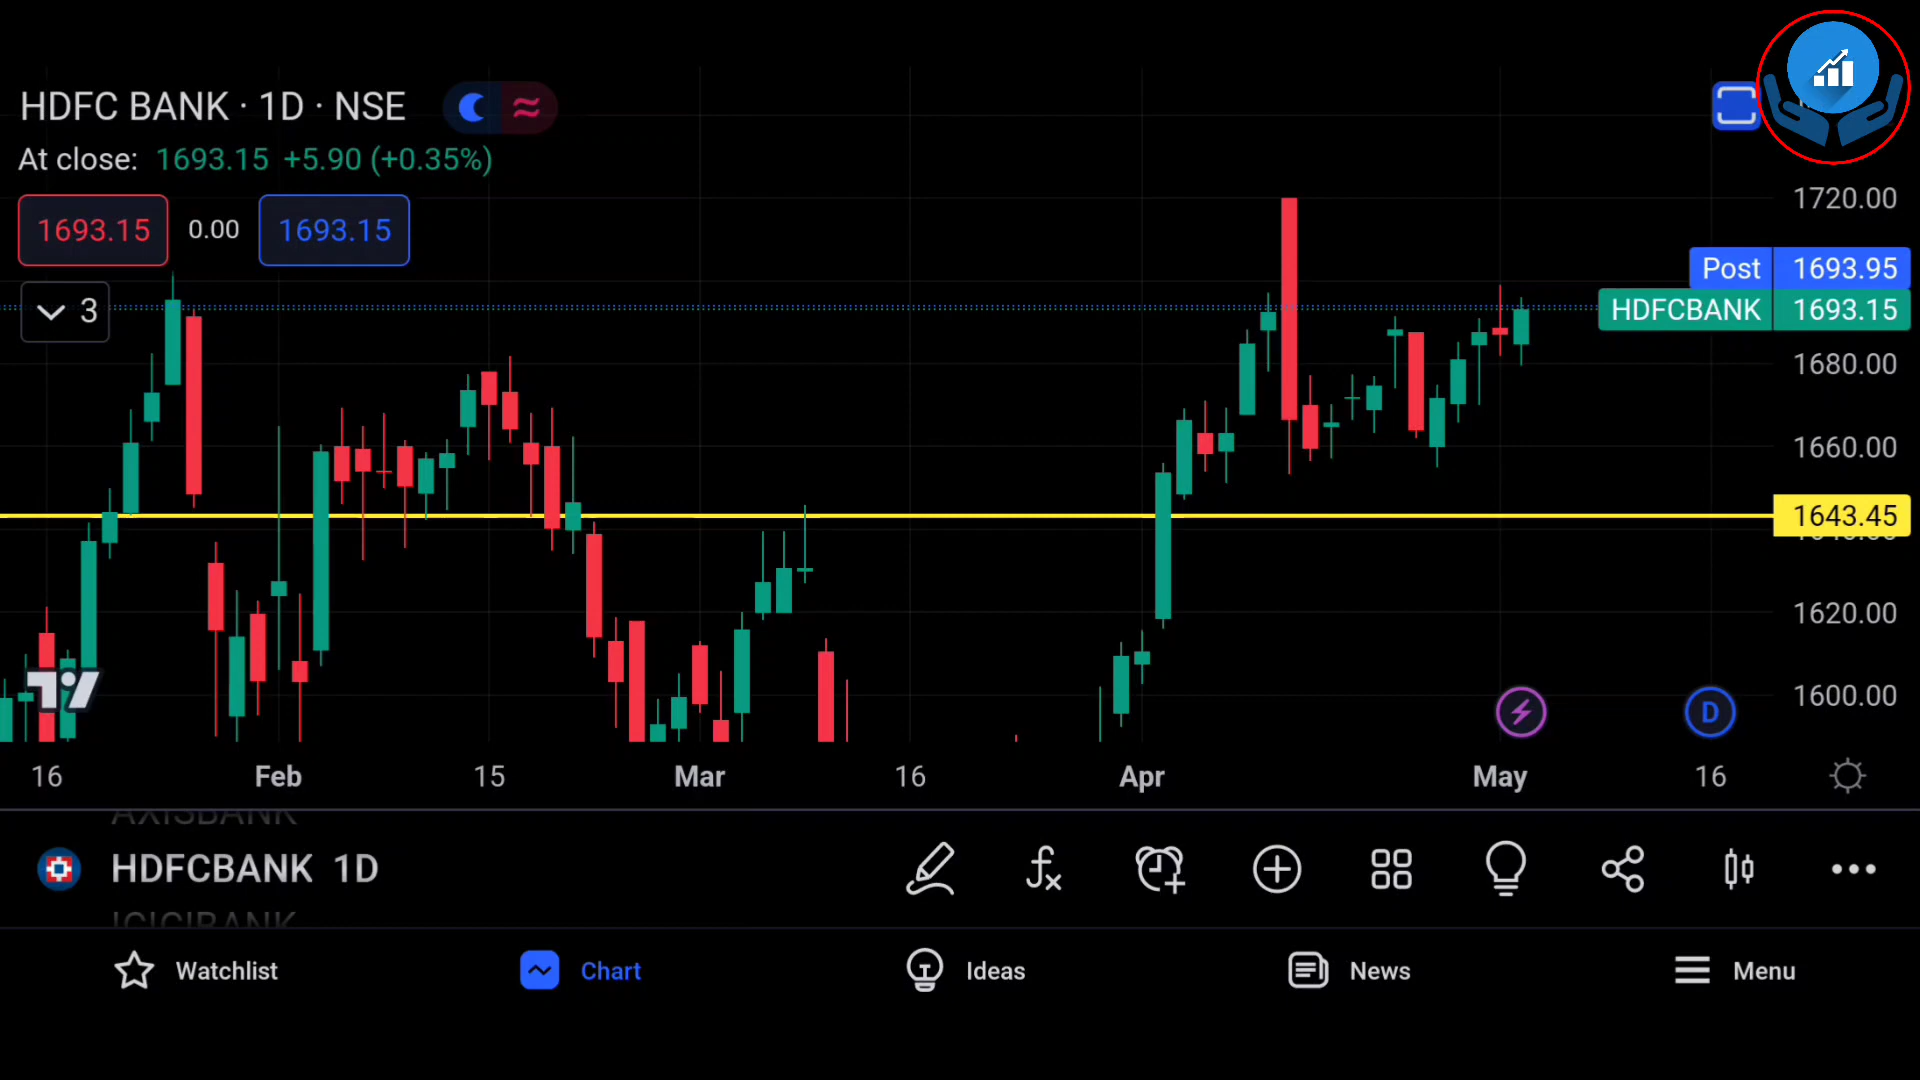 HDFC BANK · 1D · NSE
At close: 1693.15 +5.90 (+0.35%)
1693.15 0.00 1693.15
3
1720.00
Post 1693.95
HDFCBANK 1693.15
1680.00
1660.00
1643.45
1620.00
1600.00
D
16 Feb 15 Mar 16 Apr May 16
AXISBANK
HDFCBANK 1D
ICICIBANK
Watchlist Chart Ideas News Menu